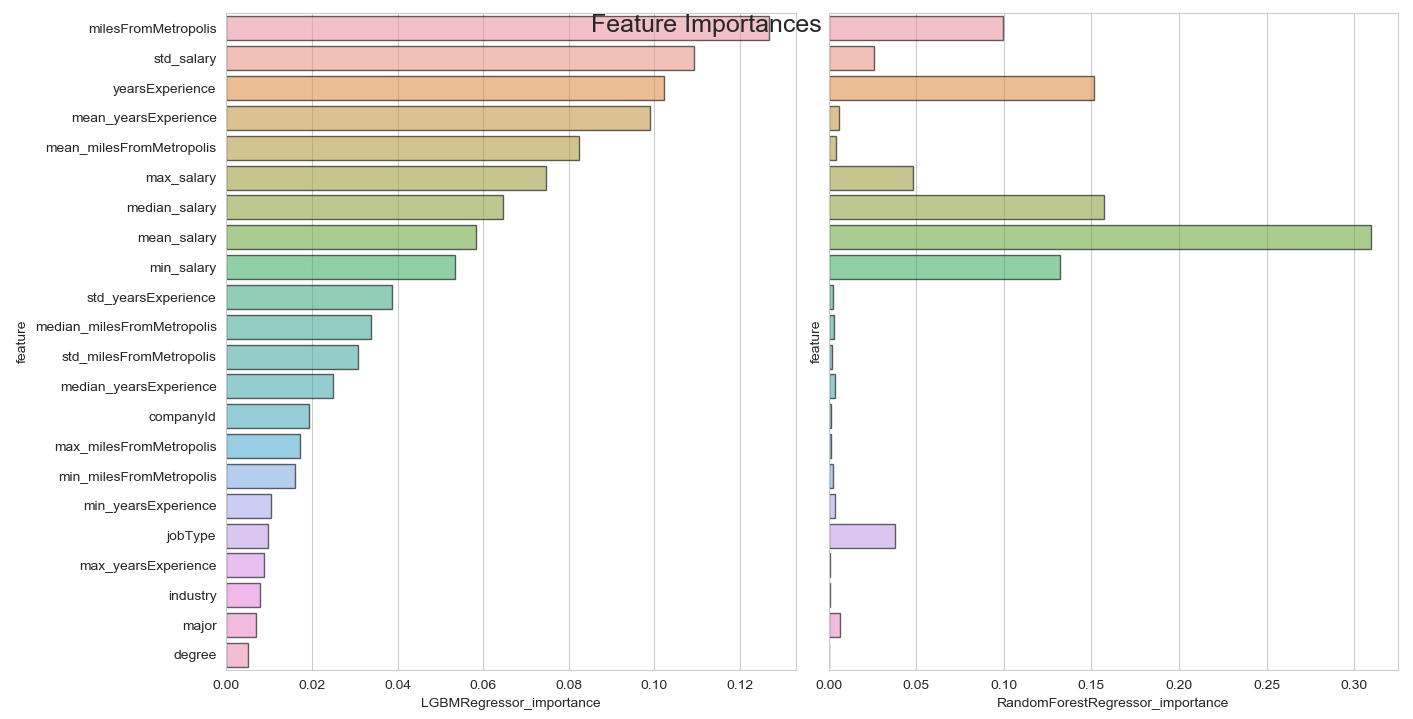 Feature Importances
feature
milesFromMetropolis
std_salary
yearsExperience
mean_yearsExperience
mean_milesFromMetropolis
max_salary
median_salary
mean_salary
min_salary
std_yearsExperience
median_milesFromMetropolis
std_milesFromMetropolis
median_yearsExperience
companyId
max_milesFromMetropolis
min_milesFromMetropolis
min_yearsExperience
jobType
max_yearsExperience
industry
major
degree
0.00 0.02 0.04 0.06 0.08 0.10 0.12
LGBMRegressor_importance
feature
0.00 0.05 0.10 0.15 0.20 0.25 0.30
RandomForestRegressor_importance